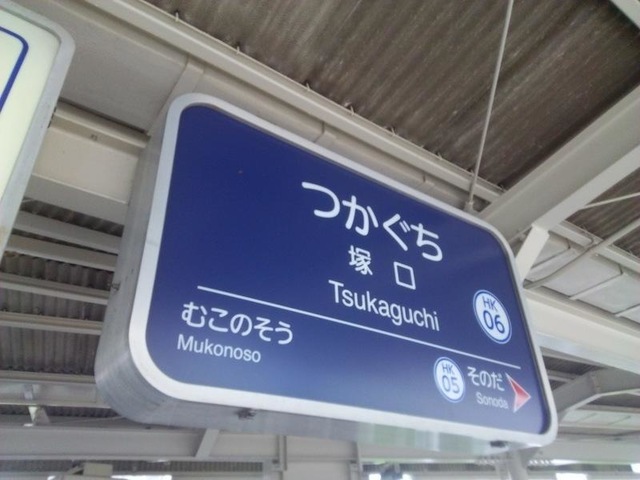 つかぐち
塚口
Tsukaguchi
HK
06
むこのそう
Mukonoso
HK
05
そのだ
Sonoda